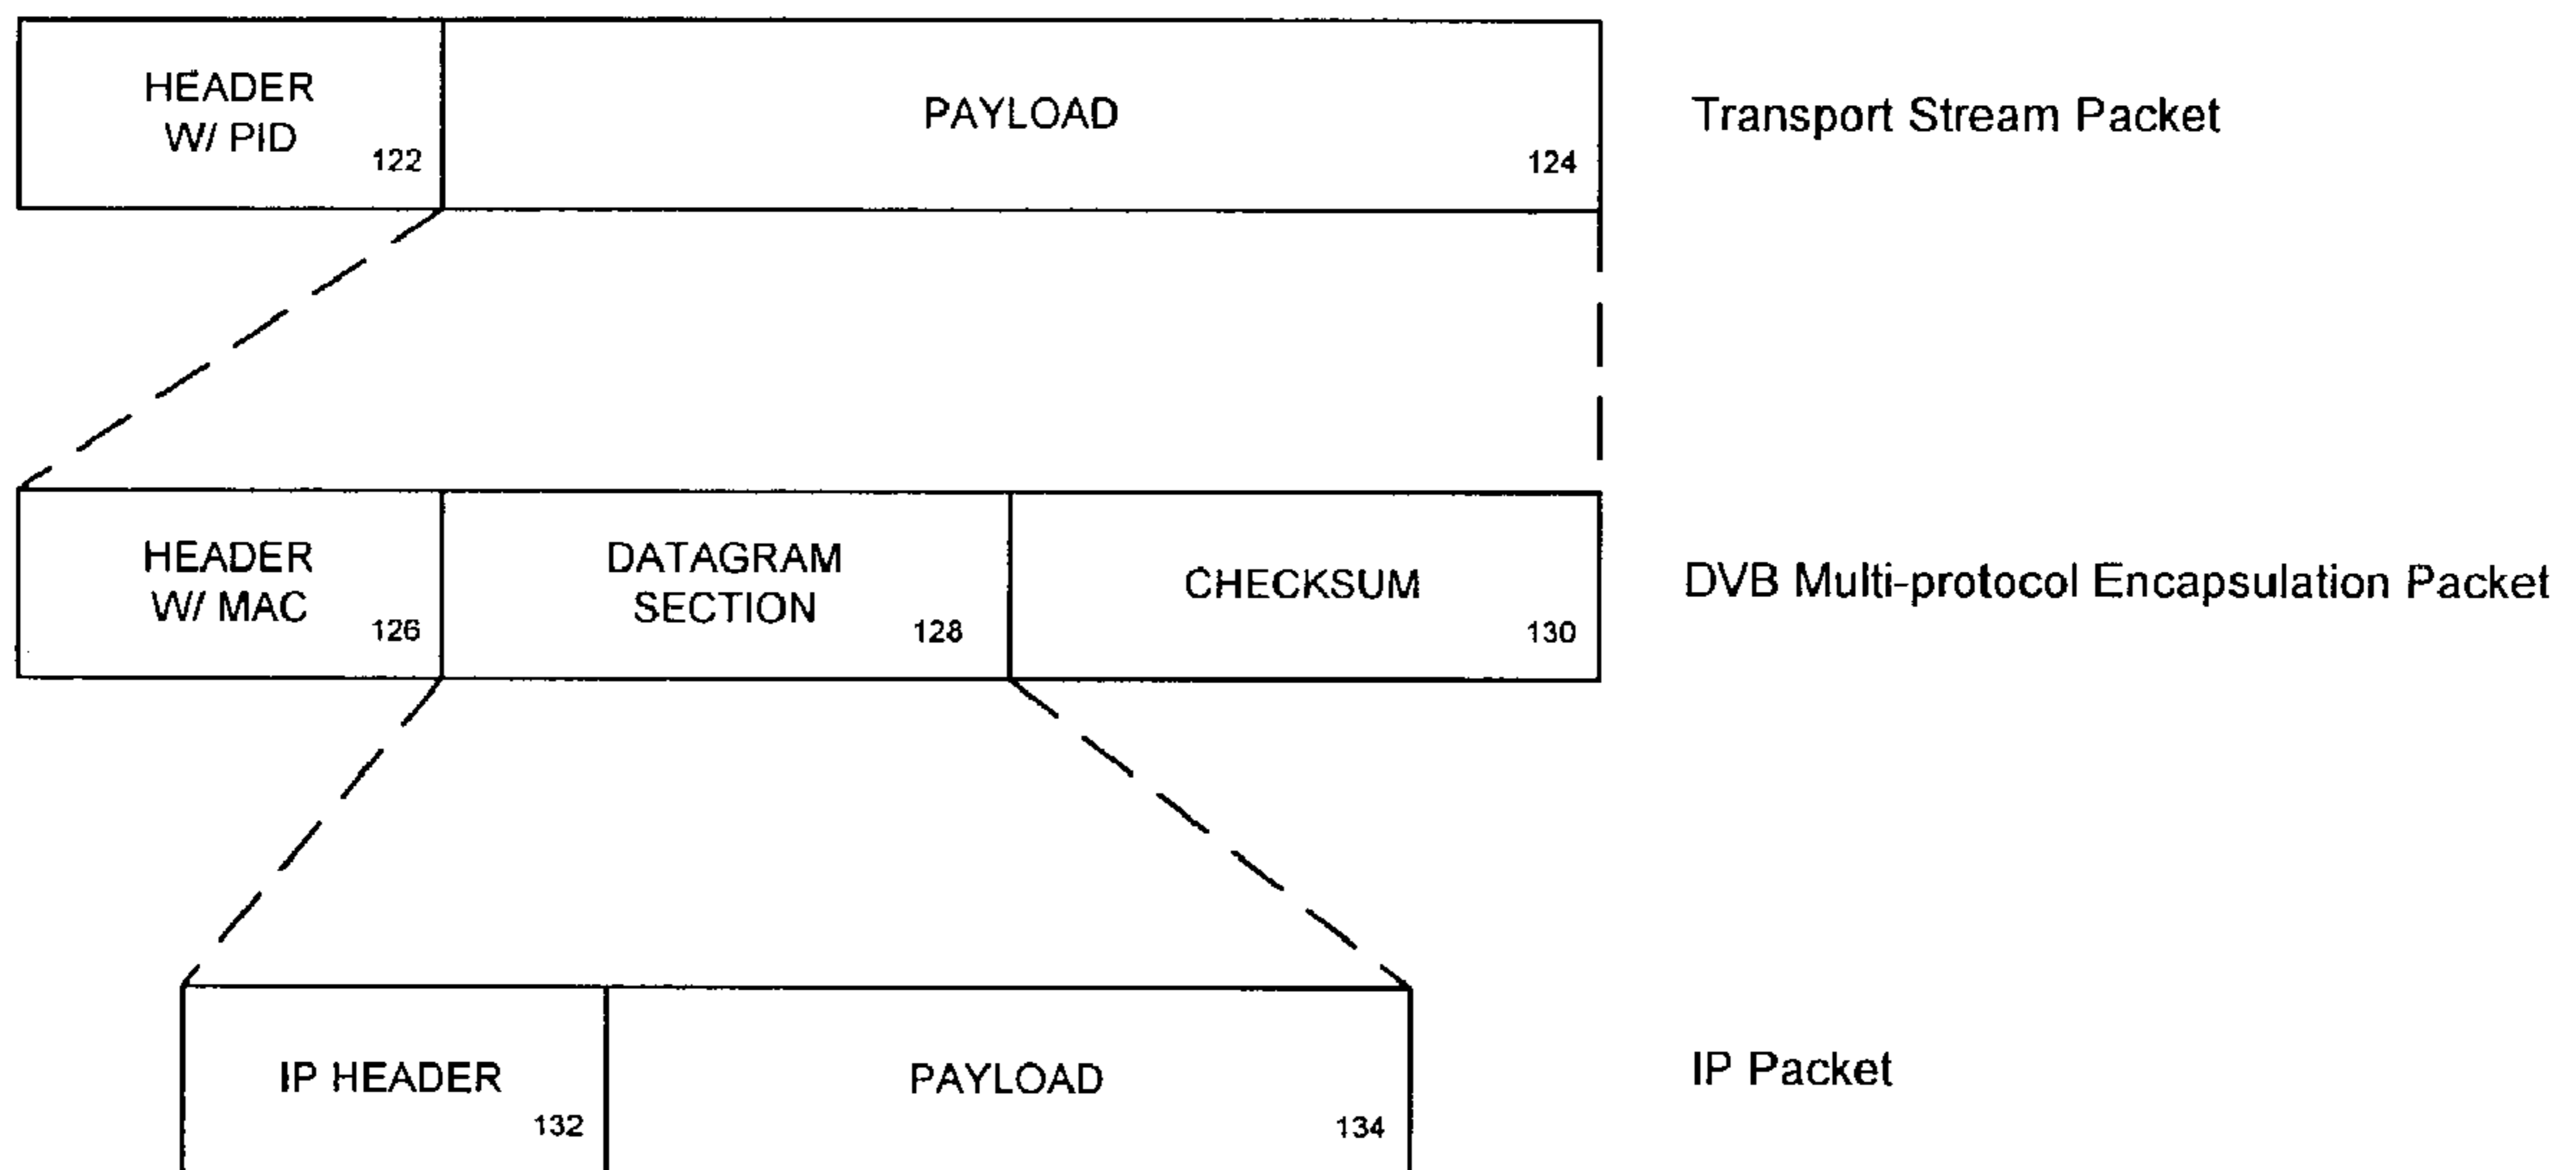 HEADER
W/ PID
122
PAYLOAD
124
Transport Stream Packet
HEADER
W/ MAC
126
DATAGRAM
SECTION
128
CHECKSUM
130
DVB Multi-protocol Encapsulation Packet
IP HEADER
132
PAYLOAD
134
IP Packet